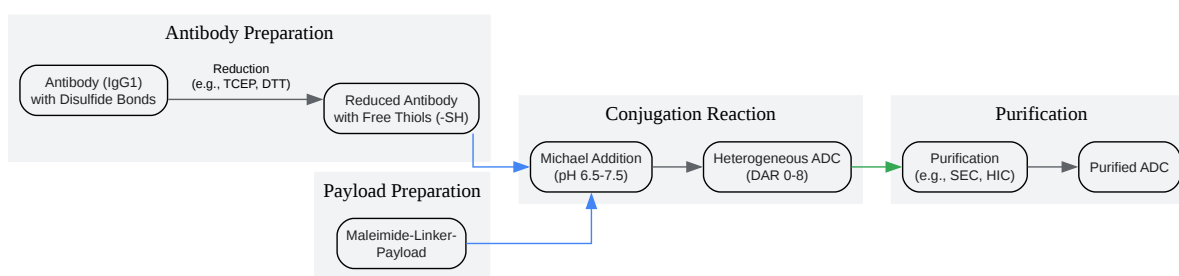 Antibody Preparation
Antibody (IgG1)
with Disulfide Bonds
Reduction
(e.g., TCEP, DTT)
Reduced Antibody
with Free Thiols (-SH)
Payload Preparation
Maleimide-Linker-
Payload
Conjugation Reaction
Michael Addition
(pH 6.5-7.5)
Heterogeneous ADC
(DAR 0-8)
Purification
Purification
(e.g., SEC, HIC)
Purified ADC